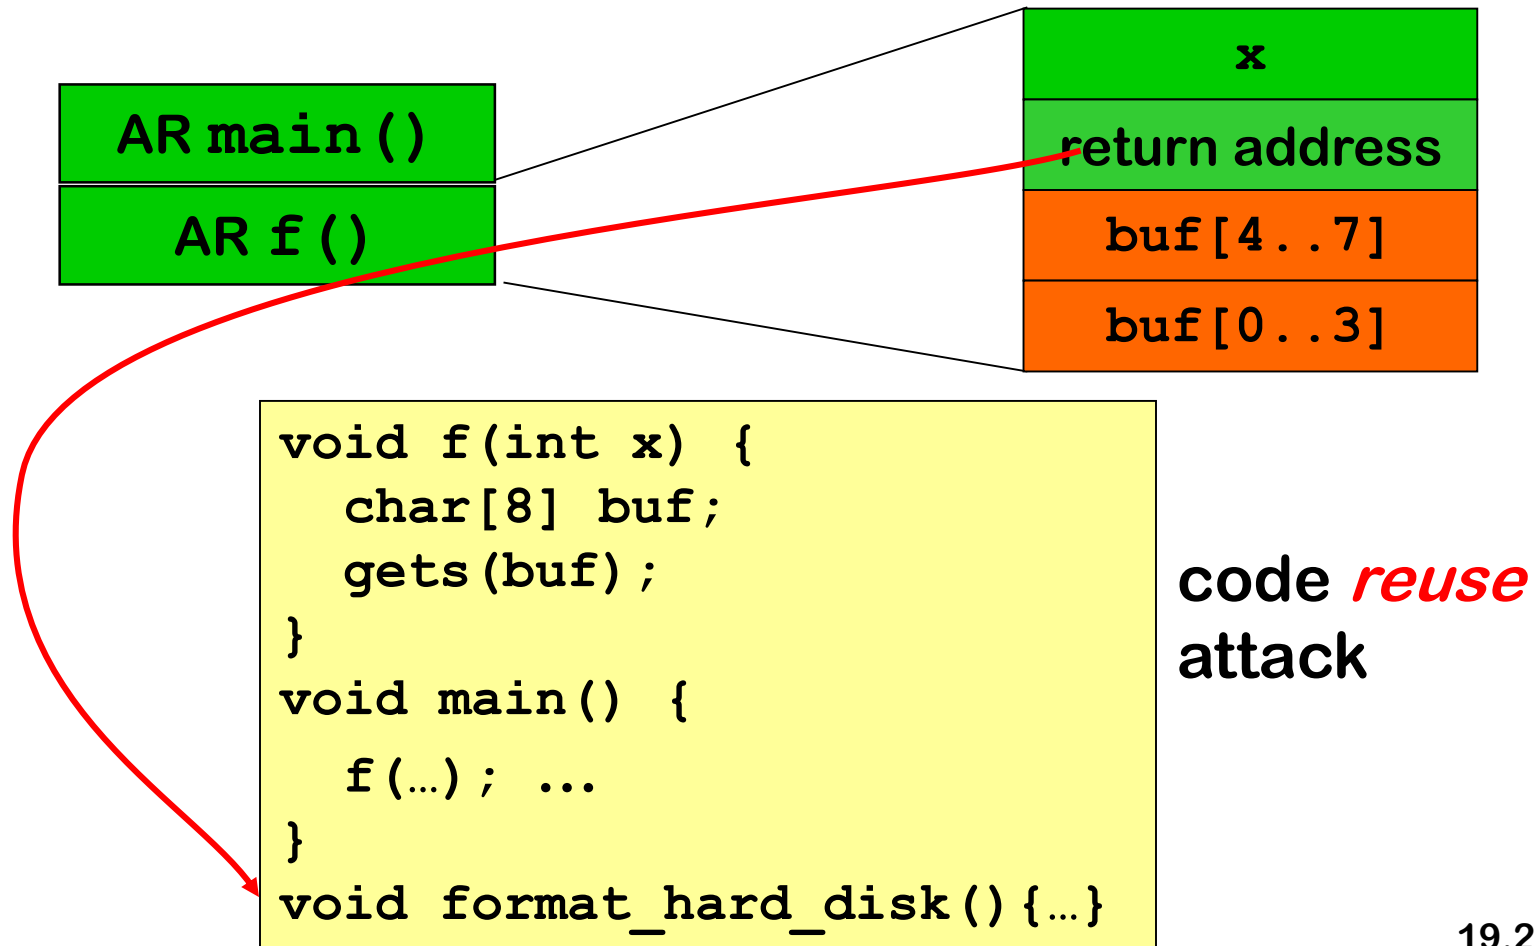 x
AR main()
return address
AR f()
buf[4..7]
buf[0..3]
void f(int x) {
char[8] buf;
gets(buf);
}
void main() {
f(…); ...
}
void format_hard_disk(){…}
code reuse
attack
19.2